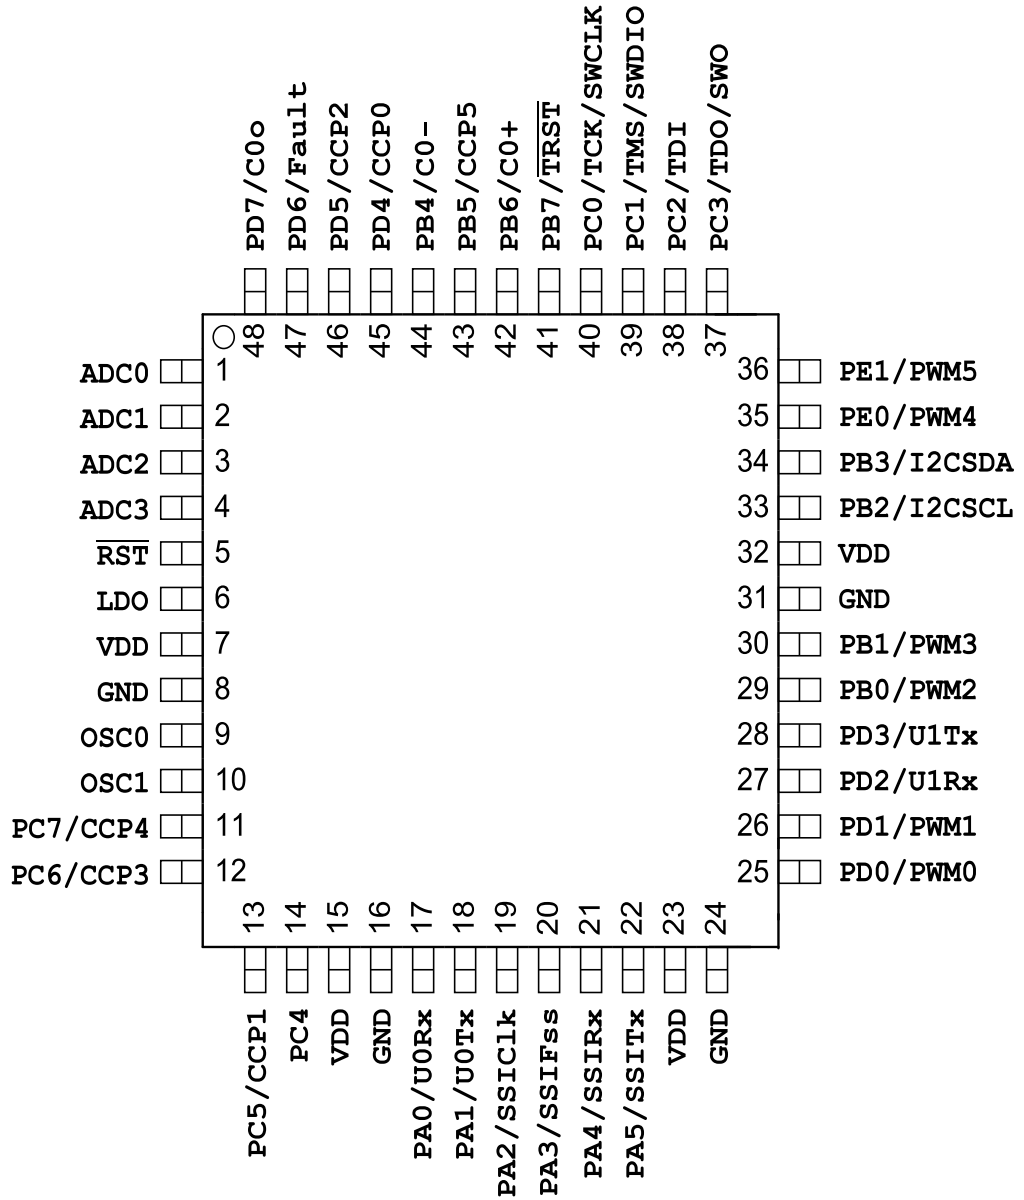 PD7/C0o
PD6/Fault
PD5/CCP2
PD4/CCP0
PB4/C0-
PB5/CCP5
PB6/C0+
PB7/TRST
PC0/TCK/SWCLK
PC1/TMS/SWDIO
PC2/TDI
PC3/TDO/SWO
48
47
46
45
44
43
42
41
40
39
38
37
ADC0 1
ADC1 2
ADC2 3
ADC3 4
RST 5
LDO 6
VDD 7
GND 8
OSC0 9
OSC1 10
PC7/CCP4 11
PC6/CCP3 12
36 PE1/PWM5
35 PE0/PWM4
34 PB3/I2CSDA
33 PB2/I2CSCL
32 VDD
31 GND
30 PB1/PWM3
29 PB0/PWM2
28 PD3/U1Tx
27 PD2/U1Rx
26 PD1/PWM1
25 PD0/PWM0
13
14
15
16
17
18
19
20
21
22
23
24
PC5/CCP1
PC4
VDD
GND
PA0/U0Rx
PA1/U0Tx
PA2/SSIClk
PA3/SSIFss
PA4/SSIRx
PA5/SSITx
VDD
GND